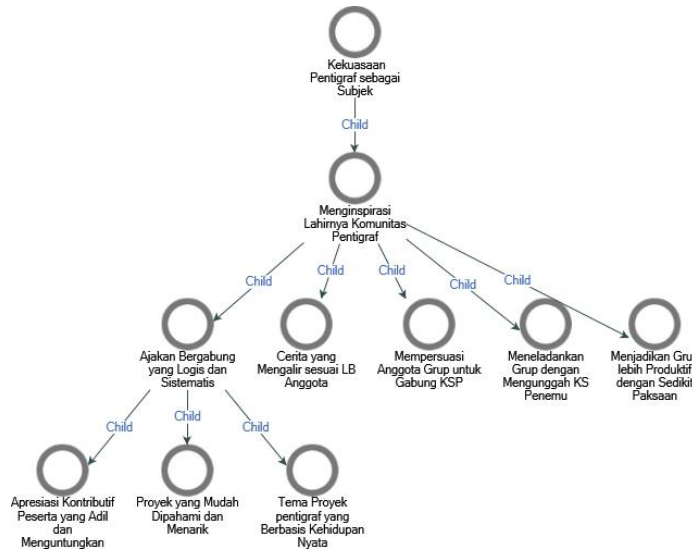 Kekuasaan
Pentigraf sebagai
Subjek
Child
Menginspirasi
Lahirnya Komunitas
Pentigraf
Child
Child
Child
Child
Child
Ajakan Bergabung
yang Logis dan
Sistematis
Cerita yang
Mengalir sesuai LB
Anggota
Mempersuasi
Anggota Grup untuk
Gabung KSP
Meneladankan
Grup dengan
Mengunggah KS
Penemu
Menjadikan Gru
lebih Produktif
dengan Sedikit
Paksaan
Child
Child
Child
Apresiasi Kontributif
Peserta yang Adil
dan
Menguntungkan
Proyek yang Mudah
Dipahami dan
Menarik
Tema Proyek
pentigraf yang
Berbasis Kehidupan
Nyata